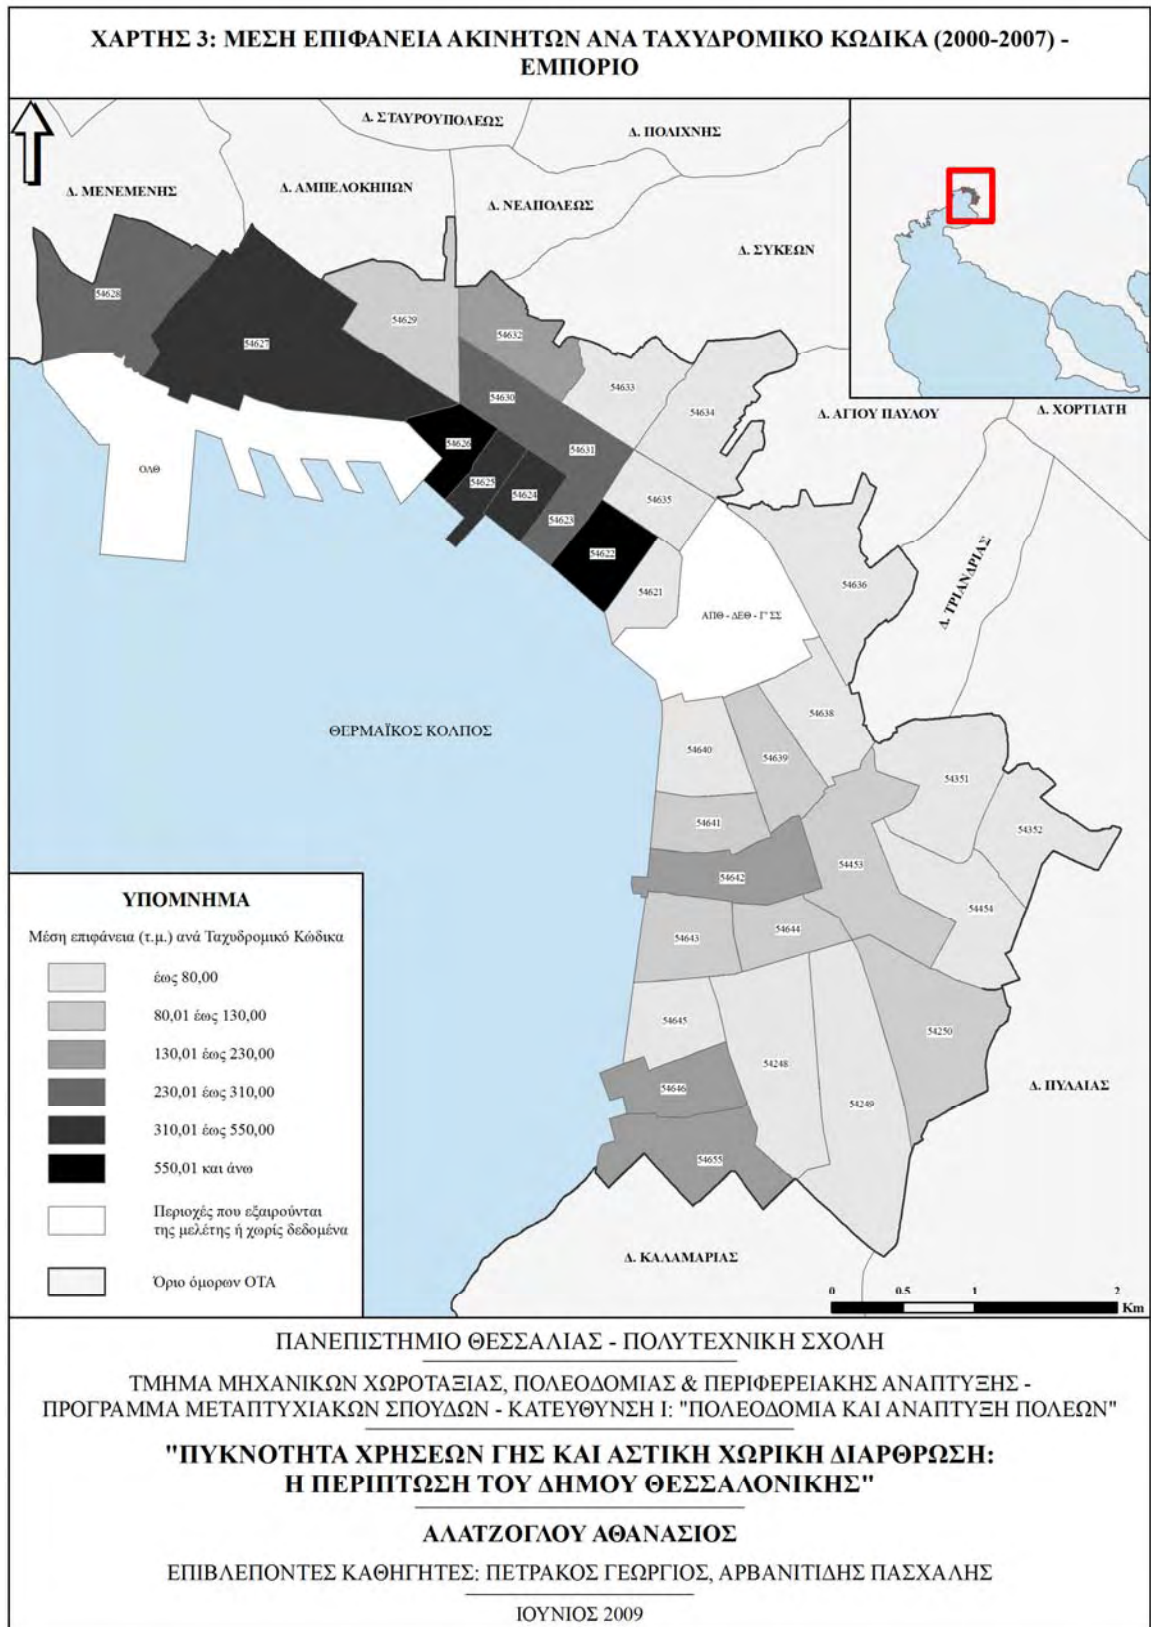 ΧΑΡΤΗΣ 3: ΜΕΣΗ ΕΠΙΦΑΝΕΙΑ ΑΚΙΝΗΤΩΝ ΑΝΑ ΤΑΧΥΔΡΟΜΙΚΟ ΚΩΔΙΚΑ (2000-2007) -
ΕΜΠΟΡΙΟ
Δ. ΣΤΑΥΡΟΥΠΟΛΕΩΣ
Δ. ΠΟΛΙΧΝΗΣ
Δ. ΜΕΝΕΜΕΝΗΣ
Δ. ΑΜΠΕΛΟΚΗΠΩΝ
Δ. ΝΕΑΠΟΛΕΩΣ
Δ. ΣΥΚΕΩΝ
54628
54629
54632
54627
54633
54630
54634
Δ. ΑΓΙΟΥ ΠΑΥΛΟΥ
Δ. ΧΟΡΤΙΑΤΗ
54626
54631
ΟΛΘ
54625
54624
54635
54623
54622
54636
54621
Δ. ΤΡΙΑΝΔΡΙΑΣ
ΑΠΘ - ΔΕΘ - Γ' ΣΣ
54638
ΘΕΡΜΑΪΚΟΣ ΚΟΛΠΟΣ
54640
54639
54351
54641
54352
54453
54642
54454
54644
54643
54645
54250
54248
54646
Δ. ΠΥΛΑΙΑΣ
54249
54655
Δ. ΚΑΛΑΜΑΡΙΑΣ
ΥΠΟΜΝΗΜΑ
Μέση επιφάνεια (τ.μ.) ανά Ταχυδρομικό Κώδικα
έως 80,00
80,01 έως 130,00
130,01 έως 230,00
230,01 έως 310,00
310,01 έως 550,00
550,01 και άνω
Περιοχές που εξαιρούνται
της μελέτης ή χωρίς δεδομένα
Όριο όμορων ΟΤΑ
0 0.5 1 2
Km
ΠΑΝΕΠΙΣΤΗΜΙΟ ΘΕΣΣΑΛΙΑΣ - ΠΟΛΥΤΕΧΝΙΚΗ ΣΧΟΛΗ
ΤΜΗΜΑ ΜΗΧΑΝΙΚΩΝ ΧΩΡΟΤΑΞΙΑΣ, ΠΟΛΕΟΔΟΜΙΑΣ & ΠΕΡΙΦΕΡΕΙΑΚΗΣ ΑΝΑΠΤΥΞΗΣ -
ΠΡΟΓΡΑΜΜΑ ΜΕΤΑΠΤΥΧΙΑΚΩΝ ΣΠΟΥΔΩΝ - ΚΑΤΕΥΘΥΝΣΗ Ι: "ΠΟΛΕΟΔΟΜΙΑ ΚΑΙ ΑΝΑΠΤΥΞΗ ΠΟΛΕΩΝ"
"ΠΥΚΝΟΤΗΤΑ ΧΡΗΣΕΩΝ ΓΗΣ ΚΑΙ ΑΣΤΙΚΗ ΧΩΡΙΚΗ ΔΙΑΡΘΡΩΣΗ:
Η ΠΕΡΙΠΤΩΣΗ ΤΟΥ ΔΗΜΟΥ ΘΕΣΣΑΛΟΝΙΚΗΣ"
ΑΛΑΤΖΟΓΛΟΥ ΑΘΑΝΑΣΙΟΣ
ΕΠΙΒΛΕΠΟΝΤΕΣ ΚΑΘΗΓΗΤΕΣ: ΠΕΤΡΑΚΟΣ ΓΕΩΡΓΙΟΣ, ΑΡΒΑΝΙΤΙΔΗΣ ΠΑΣΧΑΛΗΣ
ΙΟΥΝΙΟΣ 2009